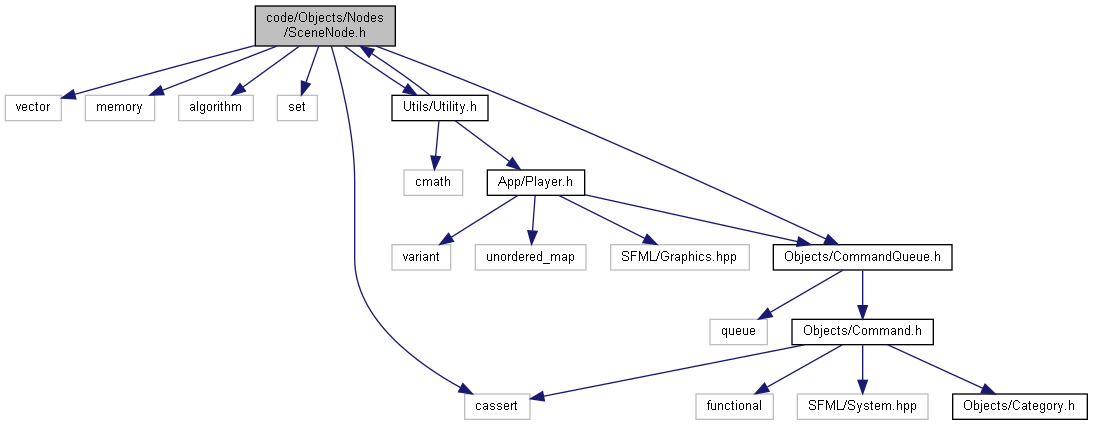 code/Objects/Nodes
/SceneNode.h
vector
memory
algorithm
set
Utils/Utility.h
cmath
App/Player.h
variant
unordered_map
SFML/Graphics.hpp
Objects/CommandQueue.h
queue
Objects/Command.h
cassert
functional
SFML/System.hpp
Objects/Category.h